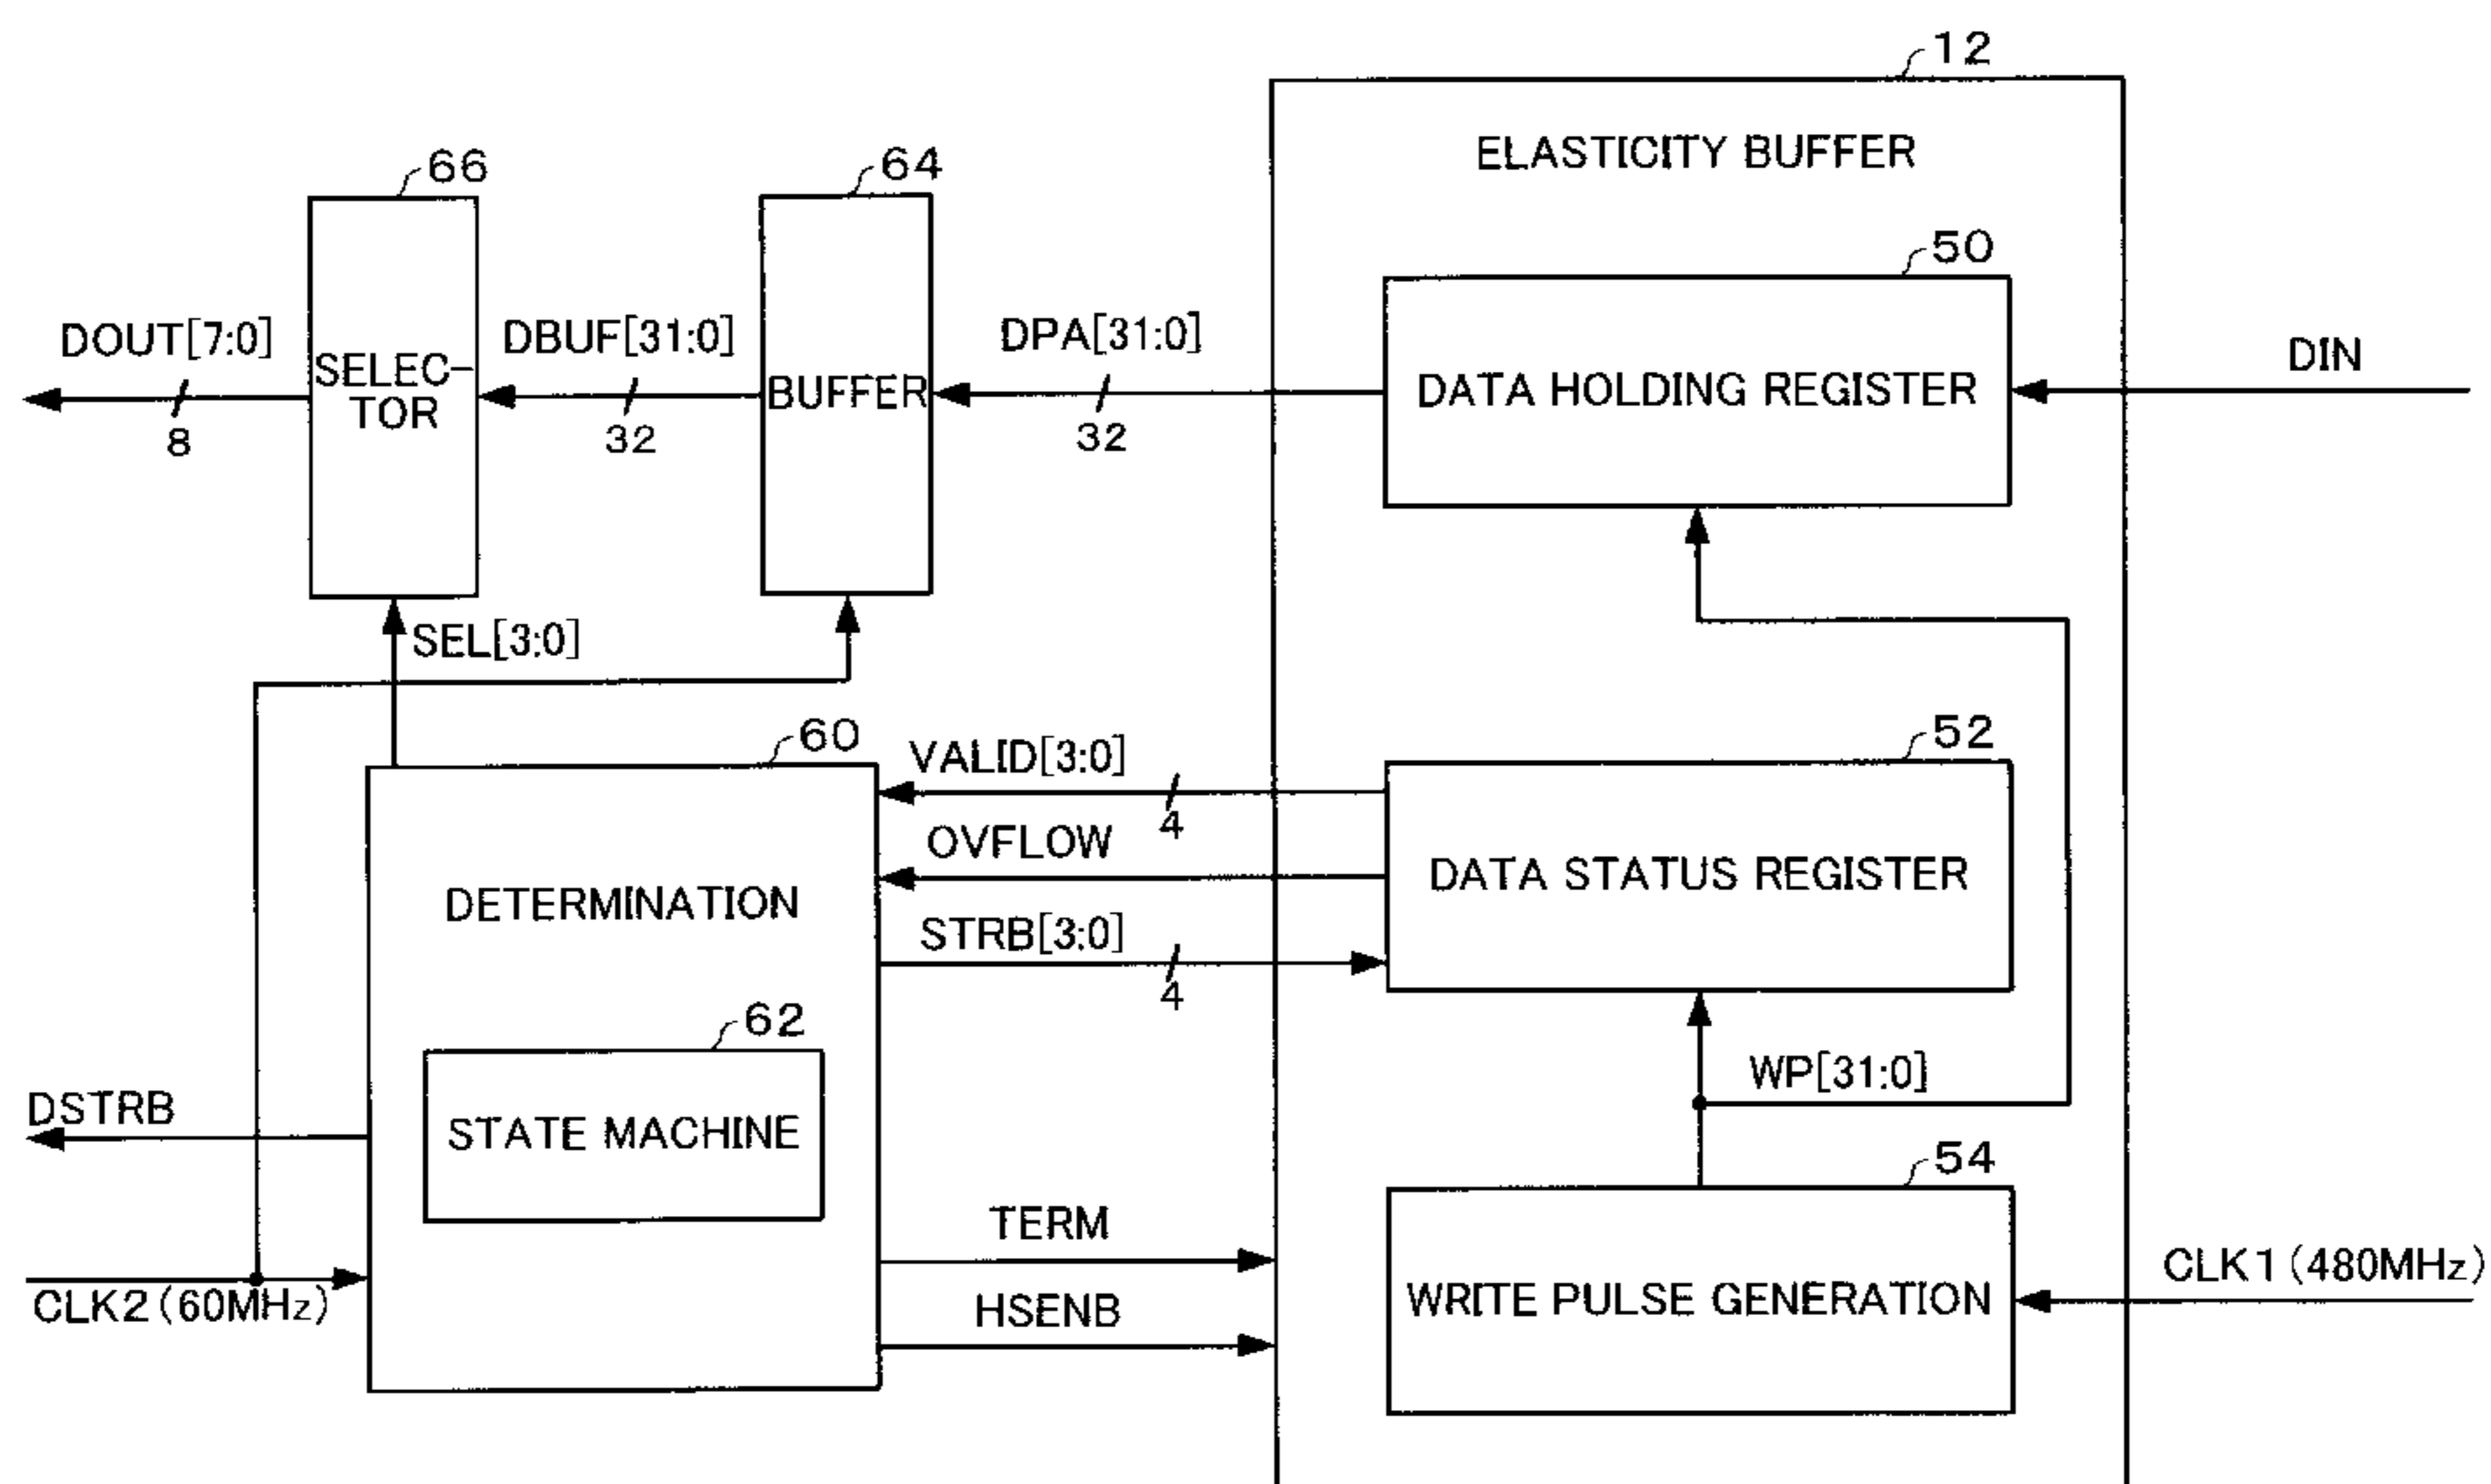 12
ELASTICITY BUFFER
66
64
50
DOUT[7:0]
SELEC-
TOR
DBUF[31:0]
BUFFER
DPA[31:0]
DATA HOLDING REGISTER
DIN
8
32
32
SEL[3:0]
60
VALID[3:0]
52
4
OVFLOW
DETERMINATION
DATA STATUS REGISTER
STRB[3:0]
4
62
STATE MACHINE
WP[31:0]
DSTRB
54
TERM
CLK2 (60MHz)
HSENB
WRITE PULSE GENERATION
CLK1 (480MHz)